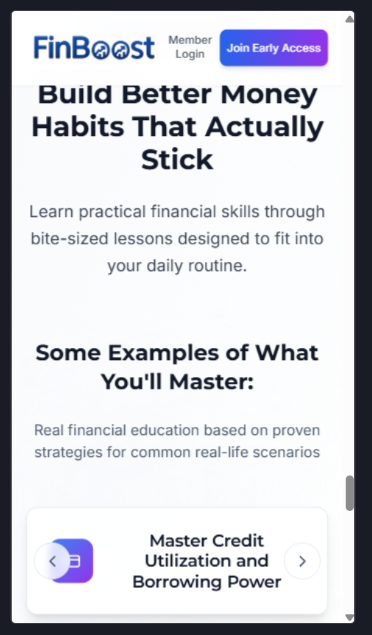 FinBoost
Member
Login
Join Early Access
Build Better Money
Habits That Actually
Stick
Learn practical financial skills through
bite-sized lessons designed to fit into
your daily routine.
Some Examples of What
You'll Master:
Real financial education based on proven
strategies for common real-life scenarios
Master Credit
Utilization and
Borrowing Power